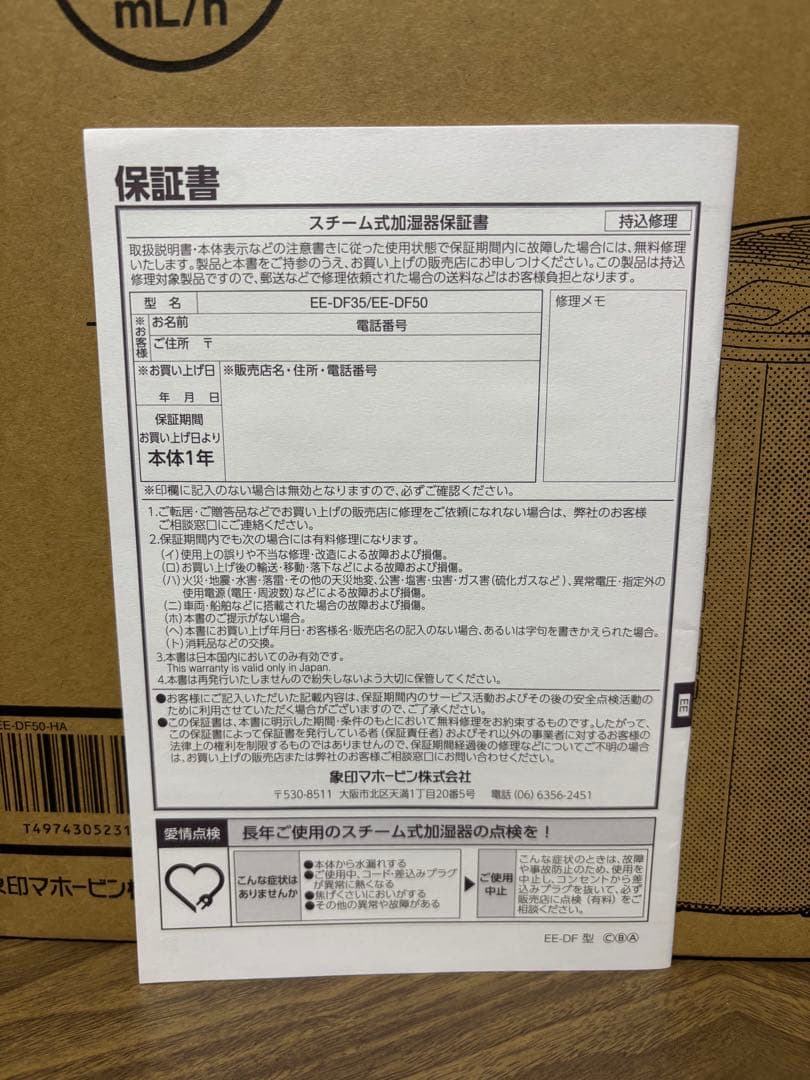 mL/h
保証書
スチーム式加湿器保証書
持込修理
取扱説明書・本体表示などの注意書きに従った使用状態で保証期間内に故障した場合には、無料修理
いたします。製品と本書をご持参のうえ、お買い上げの販売店にお申しつけください。この製品は持込
修理対象製品ですので、郵送などで修理依頼された場合の送料などはお客様負担となります。
型 名 EE-DF35/EE-DF50
修理メモ
※お客様
お名前 電話番号
ご住所 〒
※お買い上げ日 ※販売店名・住所・電話番号
年 月 日
保証期間
お買い上げ日より
本体1年
※印欄に記入のない場合は無効となりますので、必ずご確認ください。
1.ご転居・ご贈答品などでお買い上げの販売店に修理をご依頼になれない場合は、弊社のお客様
ご相談窓口にご連絡ください。
2.保証期間内でも次の場合には有料修理になります。
(イ)使用上の誤りや不当な修理・改造による故障および損傷。
(ロ)お買い上げ後の輸送・移動・落下などによる故障および損傷。
(ハ)火災・地震・水害・落雷・その他の天災地変、公害・塩害・虫害・ガス害(硫化ガスなど)、異常電圧・指定外の
使用電源(電圧・周波数)などによる故障および損傷。
(ニ)車両・船舶などに搭載された場合の故障および損傷。
(ホ)本書のご提示がない場合。
(ヘ)本書にお買い上げ年月日・お客様名・販売店名の記入のない場合、あるいは字句を書きかえられた場合。
(ト)消耗品などの交換。
3.本書は日本国内においてのみ有効です。
This warranty is valid only in Japan.
4.本書は再発行いたしませんので紛失しないよう大切に保管してください。
●お客様にご記入いただいた記載内容は、保証期間内のサービス活動およびその後の安全点検活動の
ために利用させていただく場合がございますので、ご了承ください。
●この保証書は、本書に明示した期間・条件のもとにおいて無料修理をお約束するものです。したがって、
この保証書によって保証書を発行している者(保証責任者)およびそれ以外の事業者に対するお客様の
法律上の権利を制限するものではありませんので、保証期間経過後の修理などについてご不明の場合
は、お買い上げの販売店または弊社のお客様ご相談窓口にお問い合わせください。
象印マホービン株式会社
〒530-8511 大阪市北区天満1丁目20番5号 電話(06)6356-2451
EE
EE-DF50-HA
T4974305231
象印マホービン
愛情点検 長年ご使用のスチーム式加湿器の点検を!
こんな症状は
ありませんか
●本体から水漏れする
●ご使用中、コード・差込みプラグ
が異常に熱くなる
●焦げくさいにおいがする
●その他の異常や故障がある
▶
ご使用
中止
こんな症状のときは、故障
や事故防止のため、使用を
中止し、コンセントから差
込みプラグを抜いて、必ず
販売店に点検(有料)をご
相談ください。
EE-DF 型 ⒸⒷⒶ